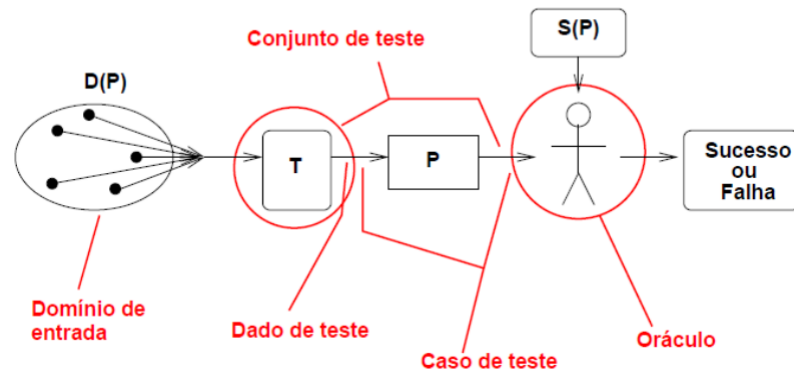 Conjunto de teste
S(P)
D(P)
T
P
Sucesso
ou
Falha
Domínio de
entrada
Dado de teste
Caso de teste
Oráculo